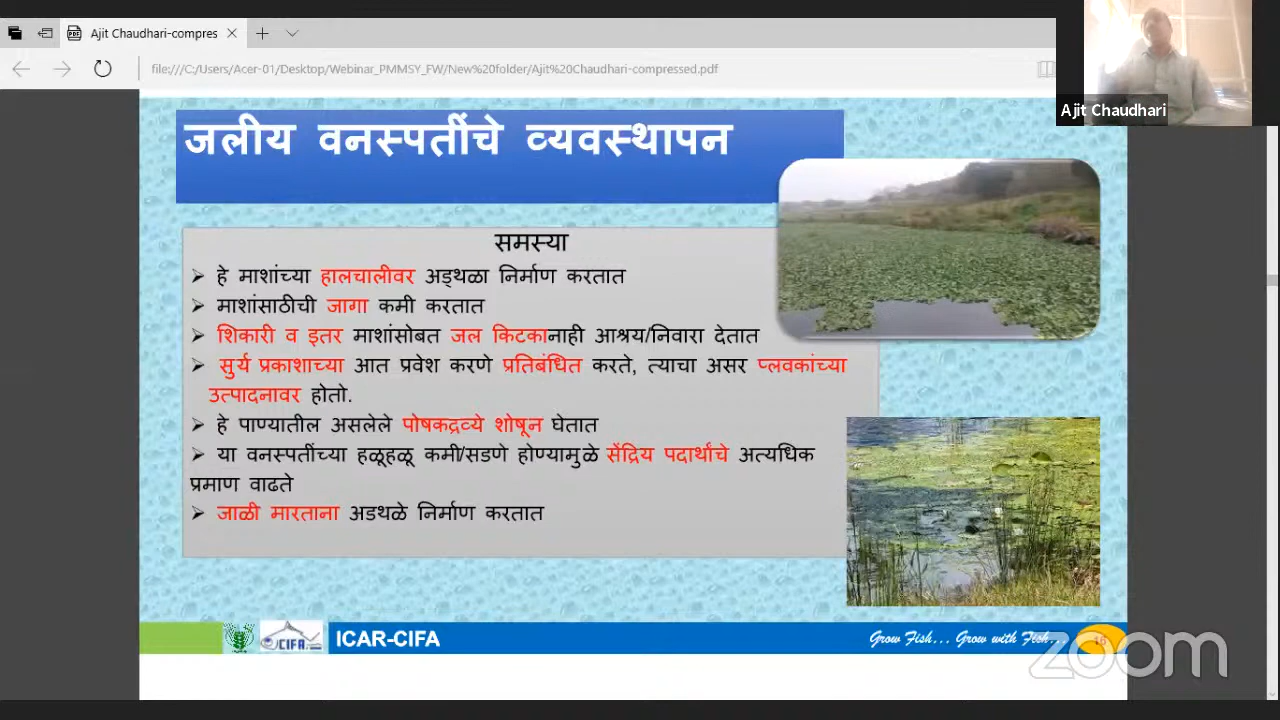 Ajit Chaudhari-compres
file:///C:/Users/Acer-01/Desktop/Webinar_PMMSY_FW/New%20folder/Ajit%20Chaudhari-compressed.pdf
Ajit Chaudhari
जलीय वनस्पतींचे व्यवस्थापन
समस्या
➢ हे माशांच्या हालचालीवर अड्थळा निर्माण करतात
➢ माशांसाठीची जागा कमी करतात
➢ शिकारी व इतर माशांसोबत जल किटकानाही आश्रय/निवारा देतात
➢ सुर्य प्रकाशाच्या आत प्रवेश करणे प्रतिबंधित करते, त्याचा असर प्लवकांच्या
उत्पादनावर होतो.
➢ हे पाण्यातील असलेले पोषकद्रव्ये शोषून घेतात
➢ या वनस्पतींच्या हळूहळू कमी/सडणे होण्यामुळे सेंद्रिय पदार्थांचे अत्यधिक
प्रमाण वाढते
➢ जाळी मारताना अडथळे निर्माण करतात
CIFA
ICAR-CIFA
Grow Fish... Grow with Fish...
16
zoom